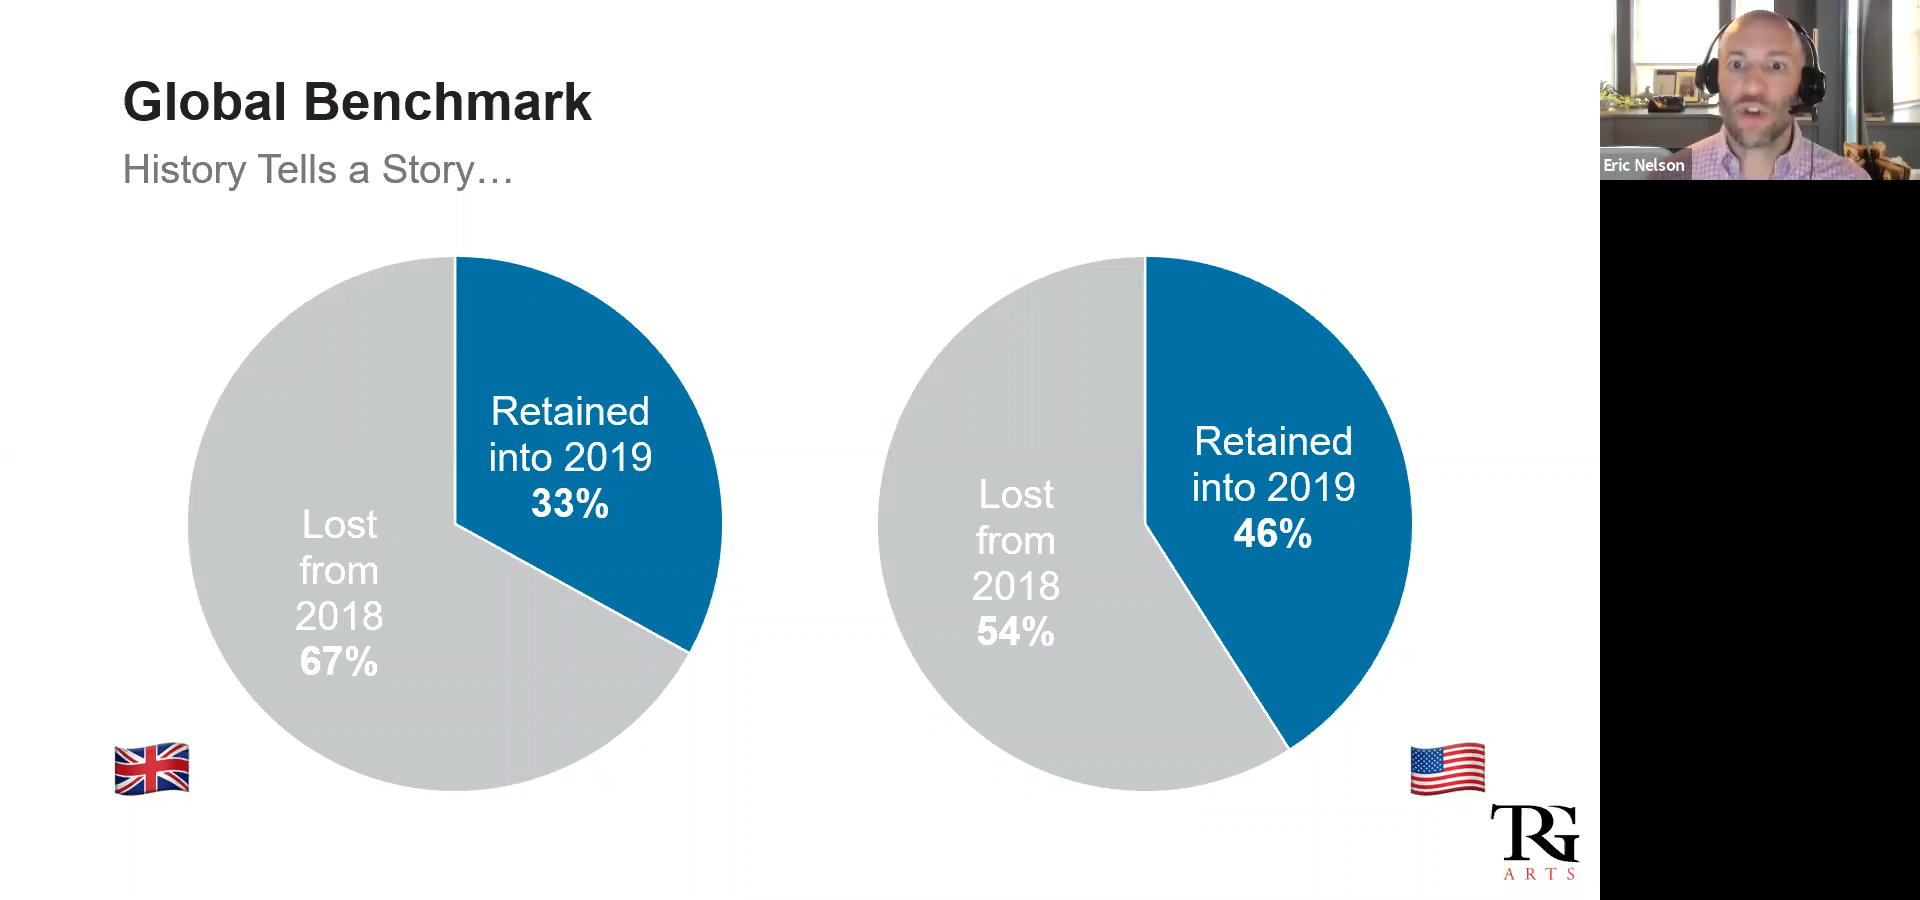 Global Benchmark
History Tells a Story…
Retained
into 2019
33%
Lost
from
2018
67%
Retained
into 2019
46%
Lost
from
2018
54%
TRG
ARTS
Eric Nelson